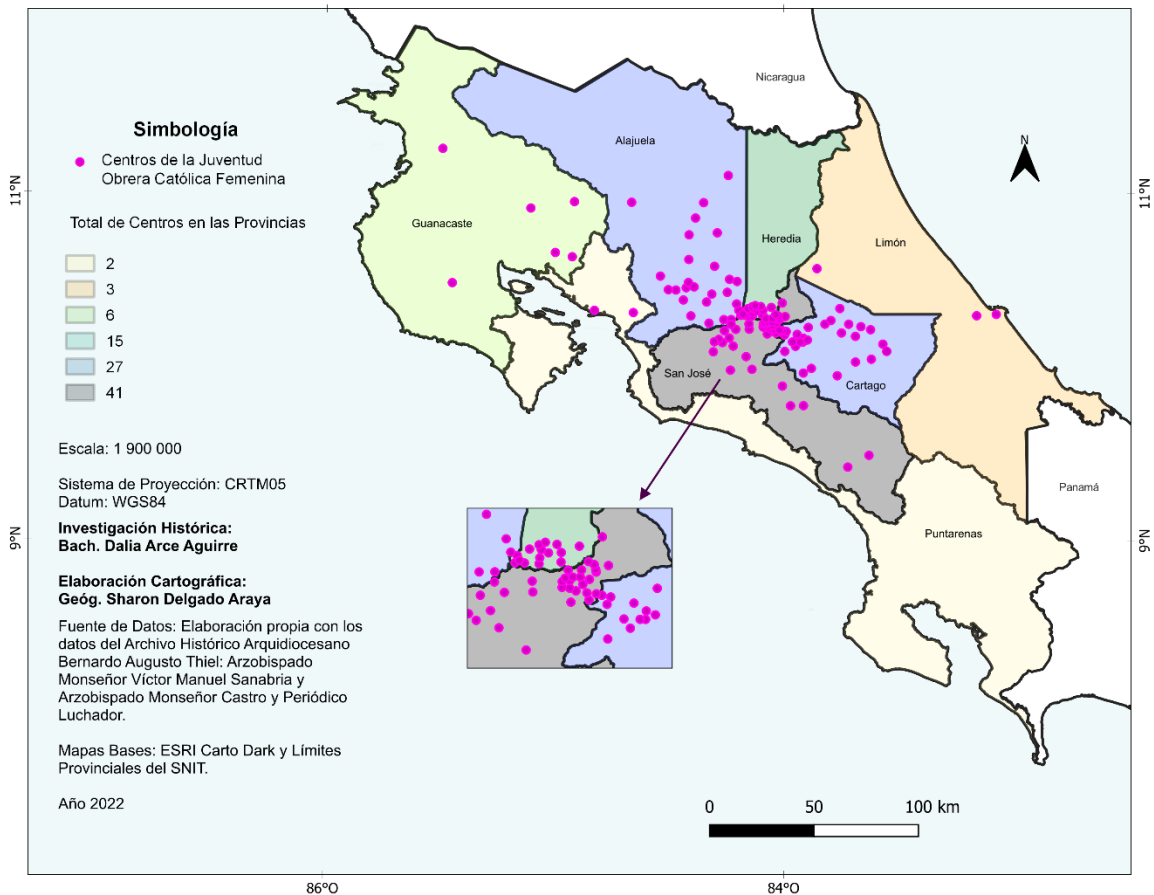 Simbología
Centros de la Juventud
Obrera Católica Femenina
Total de Centros en las Provincias
2
3
6
15
27
41
Escala: 1 900 000
Sistema de Proyección: CRTM05
Datum: WGS84
Investigación Histórica:
Bach. Dalia Arce Aguirre
Elaboración Cartográfica:
Geóg. Sharon Delgado Araya
Fuente de Datos: Elaboración propia con los
datos del Archivo Histórico Arquidiocesano
Bernardo Augusto Thiel: Arzobispado
Monseñor Víctor Manuel Sanabria y
Arzobispado Monseñor Castro y Periódico
Luchador.
Mapas Bases: ESRI Carto Dark y Límites
Provinciales del SNIT.
Año 2022
Nicaragua
Alajuela
Guanacaste
Heredia
Limón
San José
Cartago
Panamá
Puntarenas
N
11°N
9°N
11°N
9°N
86°O
84°O
0
50
100 km